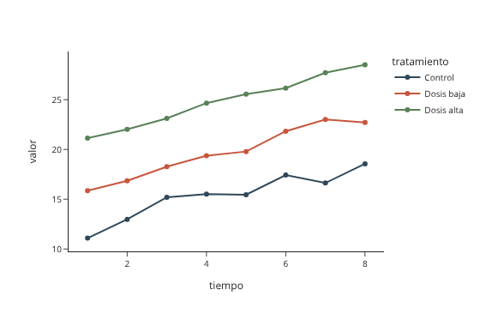 tratamiento
Control
Dosis baja
Dosis alta
valor
25
20
15
10
2
4
6
8
tiempo